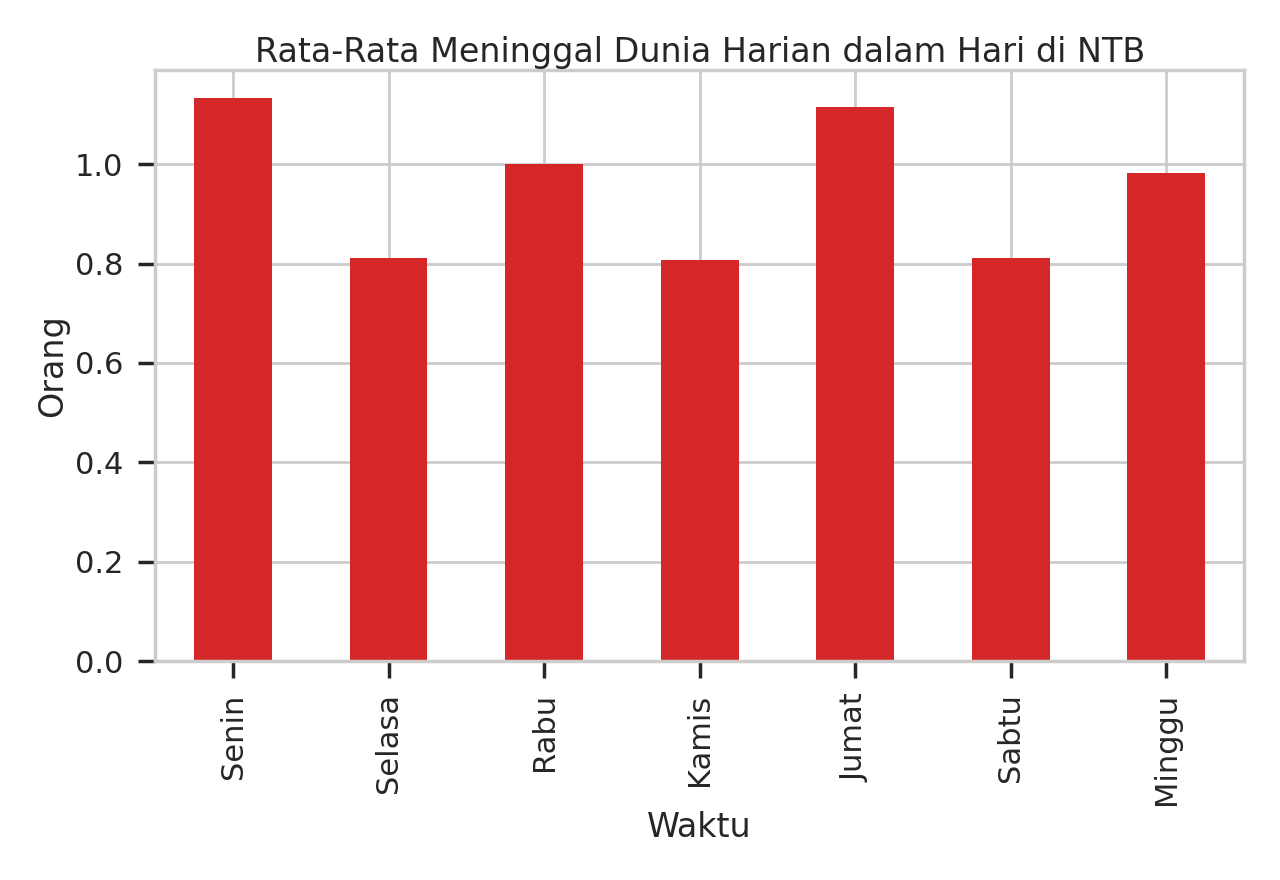 Rata-Rata Meninggal Dunia Harian dalam Hari di NTB
Orang
1.0
0.8
0.6
0.4
0.2
0.0
Senin
Selasa
Rabu
Kamis
Jumat
Sabtu
Minggu
Waktu